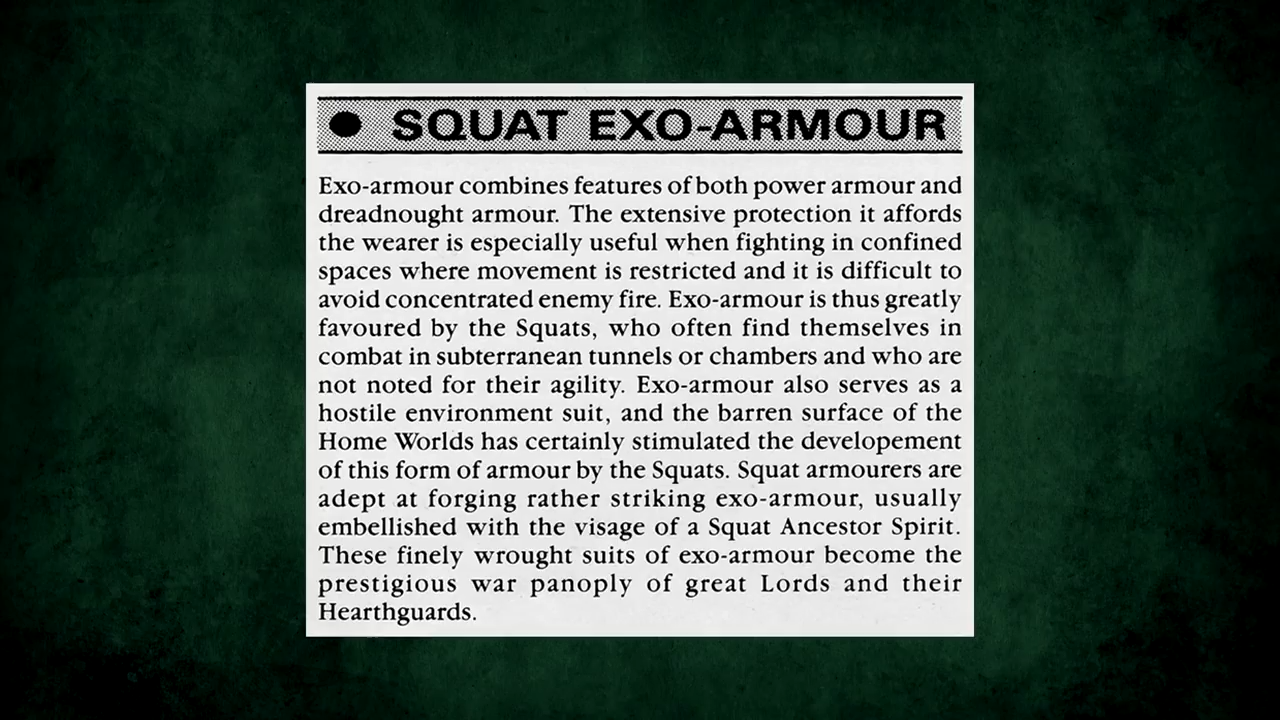 ● SQUAT EXO-ARMOUR
Exo-armour combines features of both power armour and
dreadnought armour. The extensive protection it affords
the wearer is especially useful when fighting in confined
spaces where movement is restricted and it is difficult to
avoid concentrated enemy fire. Exo-armour is thus greatly
favoured by the Squats, who often find themselves in
combat in subterranean tunnels or chambers and who are
not noted for their agility. Exo-armour also serves as a
hostile environment suit, and the barren surface of the
Home Worlds has certainly stimulated the developement
of this form of armour by the Squats. Squat armourers are
adept at forging rather striking exo-armour, usually
embellished with the visage of a Squat Ancestor Spirit.
These finely wrought suits of exo-armour become the
prestigious war panoply of great Lords and their
Hearthguards.